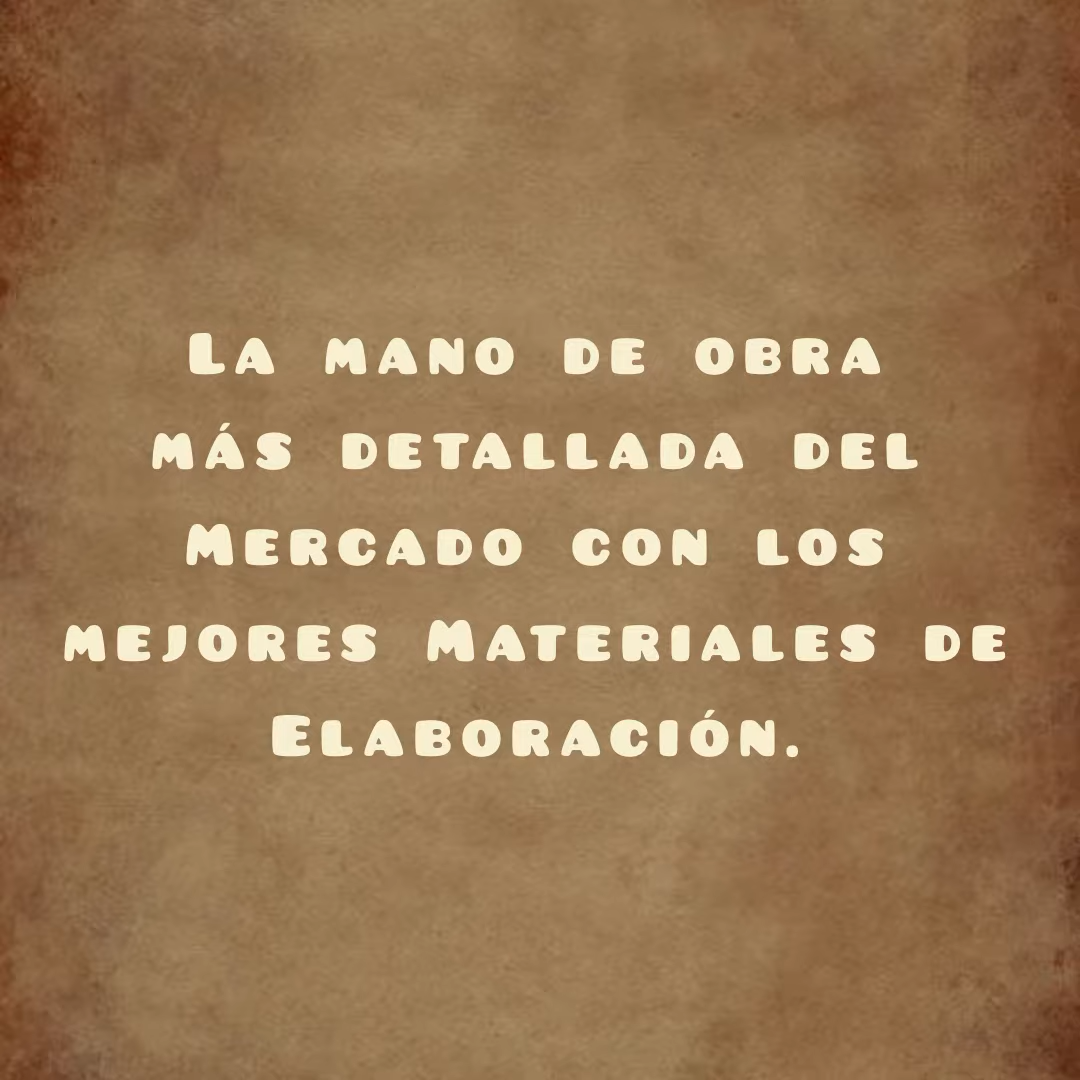 La mano de obra
más detallada del
Mercado con los
mejores Materiales de
Elaboración.